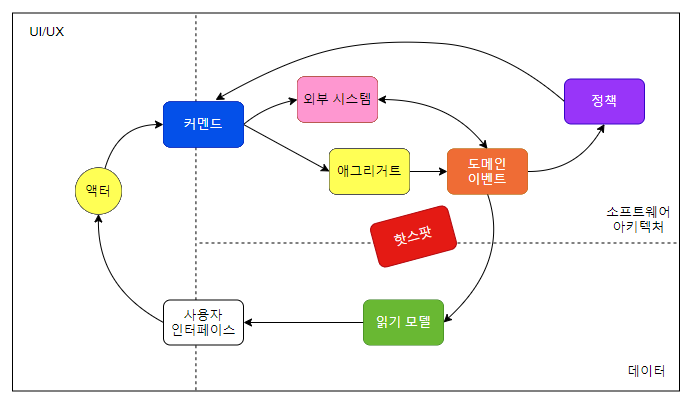 UI/UX
외부 시스템
정책
커멘드
애그리거트
도메인
이벤트
액터
소프트웨어
아키텍처
핫스팟
사용자
인터페이스
읽기 모델
데이터